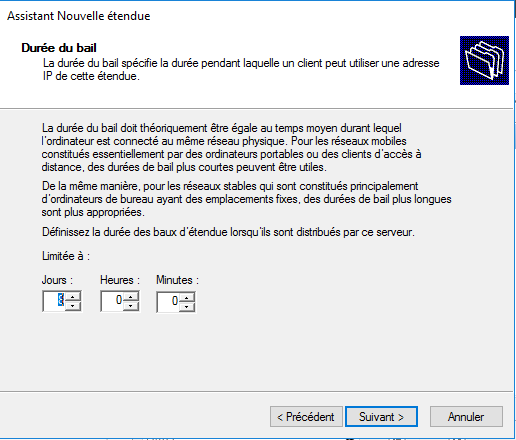 Assistant Nouvelle étendue
Durée du bail
La durée du bail spécifie la durée pendant laquelle un client peut utiliser une adresse
IP de cette étendue.
La durée du bail doit théoriquement être égale au temps moyen durant lequel
l'ordinateur est connecté au même réseau physique. Pour les réseaux mobiles
constitués essentiellement par des ordinateurs portables ou des clients d'accès à
distance, des durées de bail plus courtes peuvent être utiles.
De la même manière, pour les réseaux stables qui sont constitués principalement
d'ordinateurs de bureau ayant des emplacements fixes, des durées de bail plus longues
sont plus appropriées.
Définissez la durée des baux d'étendue lorsqu'ils sont distribués par ce serveur.
Limitée à :
Jours : Heures : Minutes :
0 0
< Précédent Suivant > Annuler